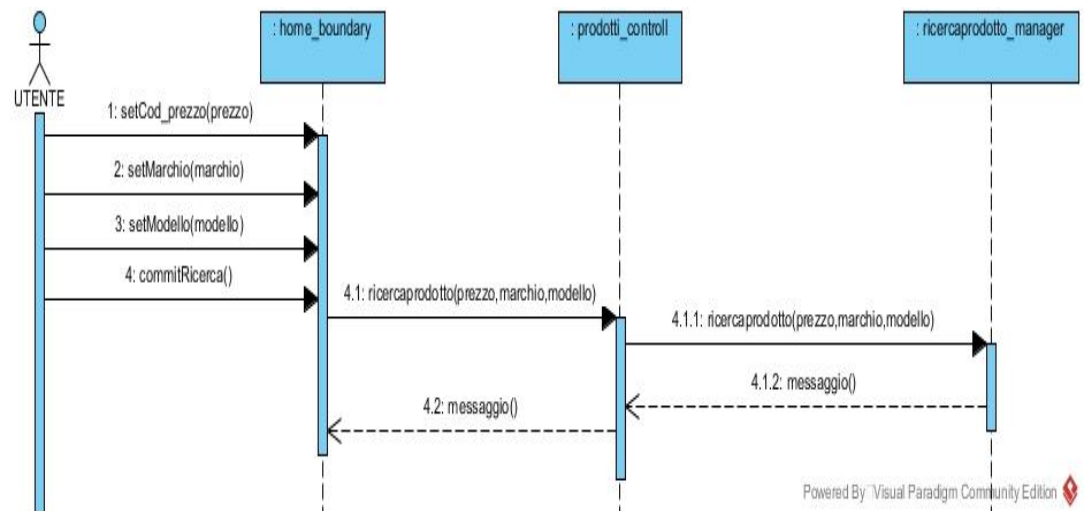 : home_boundary
: prodotti_controll
: ricercaprodotto_manager
UTENTE
1: setCod_prezzo(prezzo)
2: setMarchio(marchio)
3: setModello(modello)
4: commitRicerca()
4.1: ricercaprodotto(prezzo,marchio,modello)
4.1.1: ricercaprodotto(prezzo,marchio,modello)
4.1.2: messaggio()
4.2: messaggio()
Powered By Visual Paradigm Community Edition